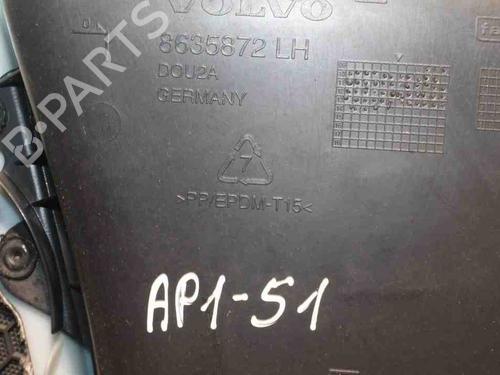 VOLVO
8635872 LH
DOU2A
GERMANY
7
>PP/EPDM-T15<
AP1-51
B-PARTS